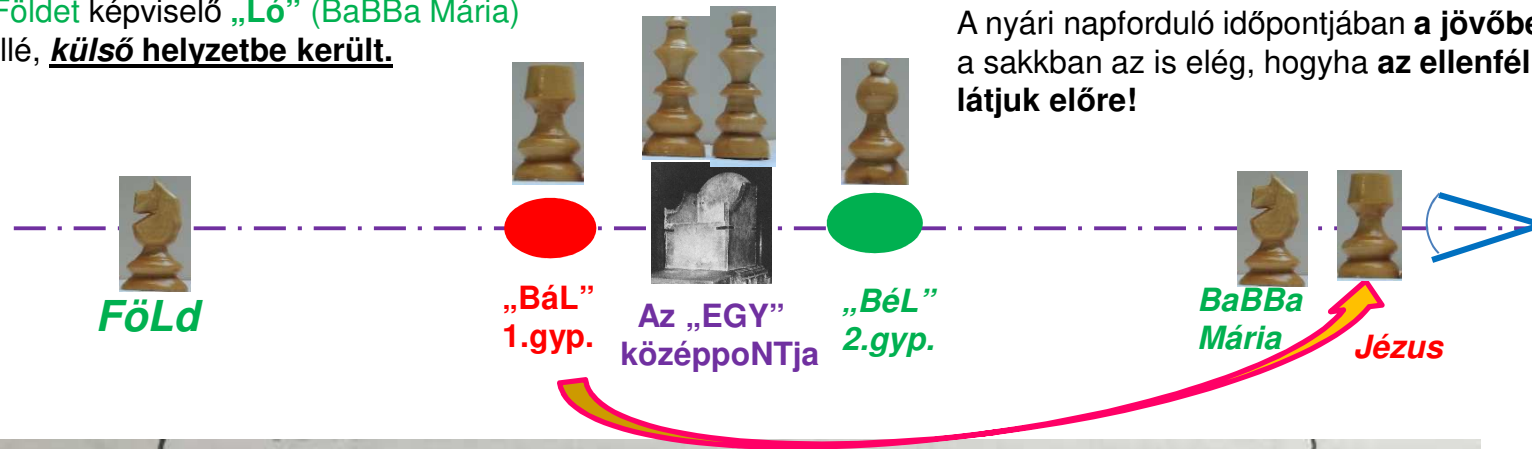 Földet képviselő „Ló” (BaBBa Mária)
llé, külső helyzetbe került.
A nyári napforduló időpontjában a jövőbe
a sakkban az is elég, hogyha az ellenfél
látjuk előre!
FöLd
„BáL”
1.gyp.
Az „EGY”
középpoNTja
„BéL”
2.gyp.
BaBBa
Mária
Jézus